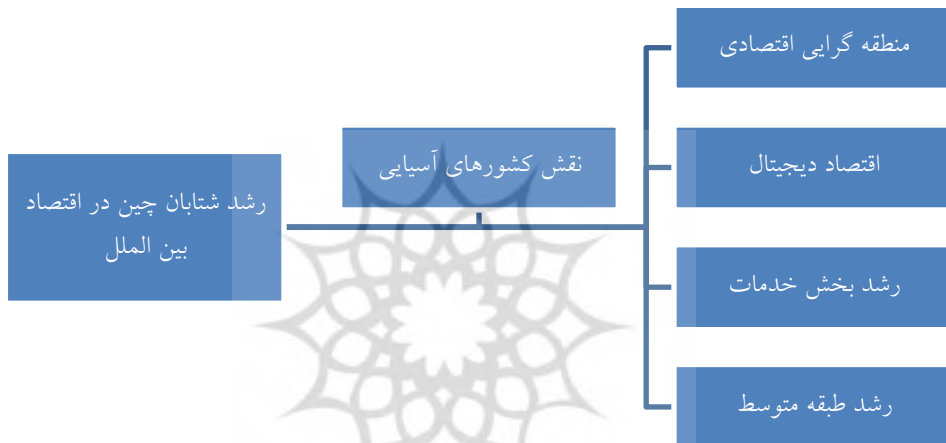 منطقه گرایی اقتصادی
نقش کشورهای آسیایی
اقتصاد دیجیتال
رشد شتابان چین در اقتصاد
بین الملل
رشد بخش خدمات
رشد طبقه متوسط